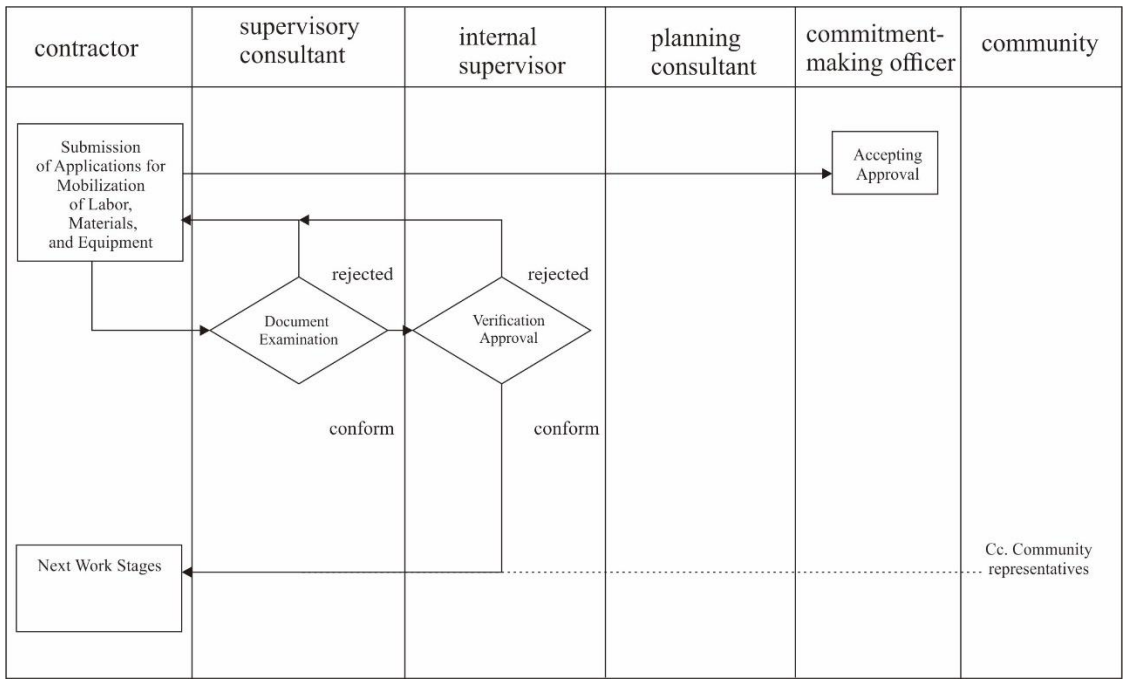 contractor
supervisory
consultant
internal
supervisor
planning
consultant
commitment-
making officer
community
Submission
of Applications for
Mobilization
of Labor,
Materials,
and Equipment
Accepting
Approval
rejected
rejected
Document
Examination
Verification
Approval
conform
conform
Next Work Stages
Cc. Community
representatives